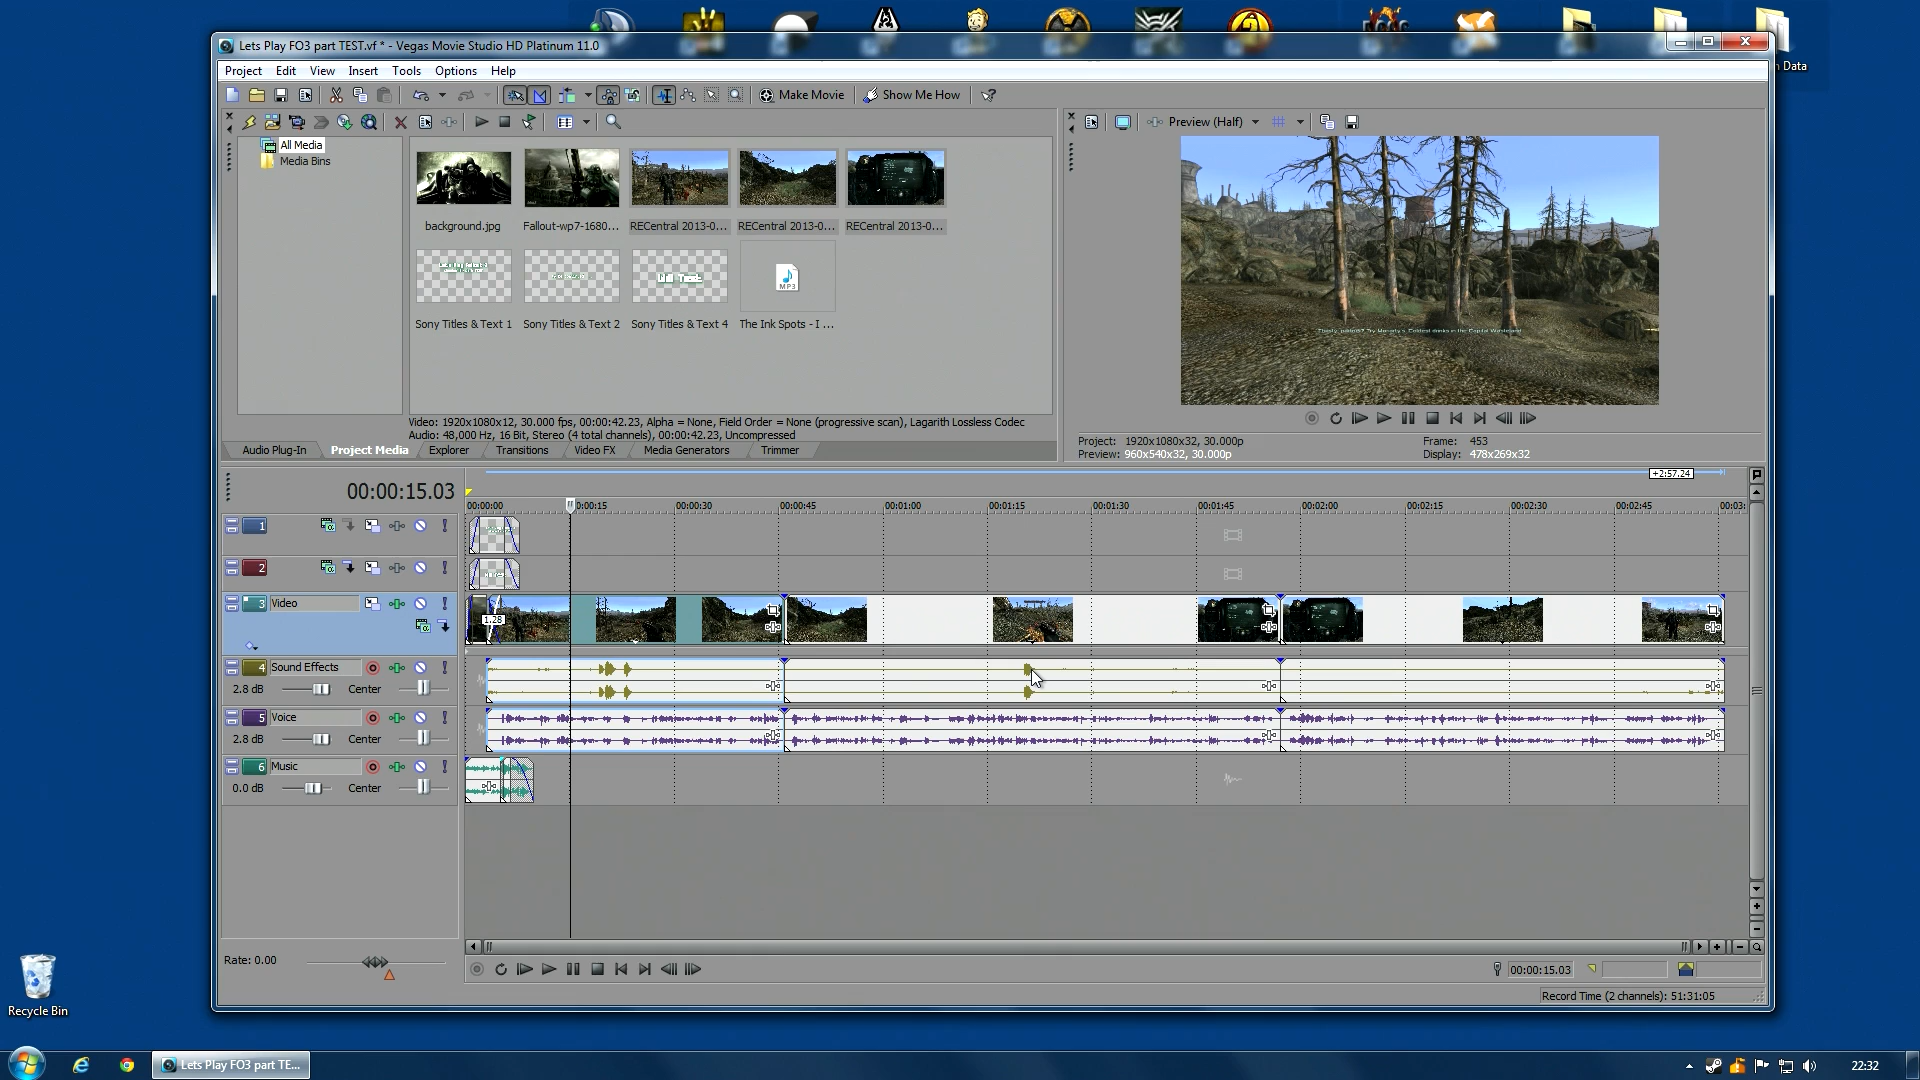 Lets Play FO3 part TEST.vf * - Vegas Movie Studio HD Platinum 11.0
n Data
Project Edit View Insert Tools Options Help
Make Movie Show Me How
Preview (Half)
All Media
Media Bins
background.jpg Fallout-wp7-1680... RECentral 2013-0... RECentral 2013-0... RECentral 2013-0...
MP3
Sony Titles & Text 1 Sony Titles & Text 2 Sony Titles & Text 4 The Ink Spots - I ...
Video: 1920x1080x12, 30.000 fps, 00:00:42.23, Alpha = None, Field Order = None (progressive scan), Lagarith Lossless Codec
Audio: 48,000 Hz, 16 Bit, Stereo (4 total channels), 00:00:42.23, Uncompressed
Audio Plug-In Project Media Explorer Transitions Video FX Media Generators Trimmer
Project: 1920x1080x32, 30.000p Frame: 453
Preview: 960x540x32, 30.000p Display: 478x269x32
+2:57.24
00:00:15.03
00:00:00 0:00:15 00:00:30 00:00:45 00:01:00 00:01:15 00:01:30 00:01:45 00:02:00 00:02:15 00:02:30 00:02:45 00:03:
1
2
3 Video
1.28
4 Sound Effects
2.8 dB Center
5 Voice
2.8 dB Center
6 Music
0.0 dB Center
Rate: 0.00
00:00:15.03
Record Time (2 channels): 51:31:05
Recycle Bin
Lets Play FO3 part TE...
22:32